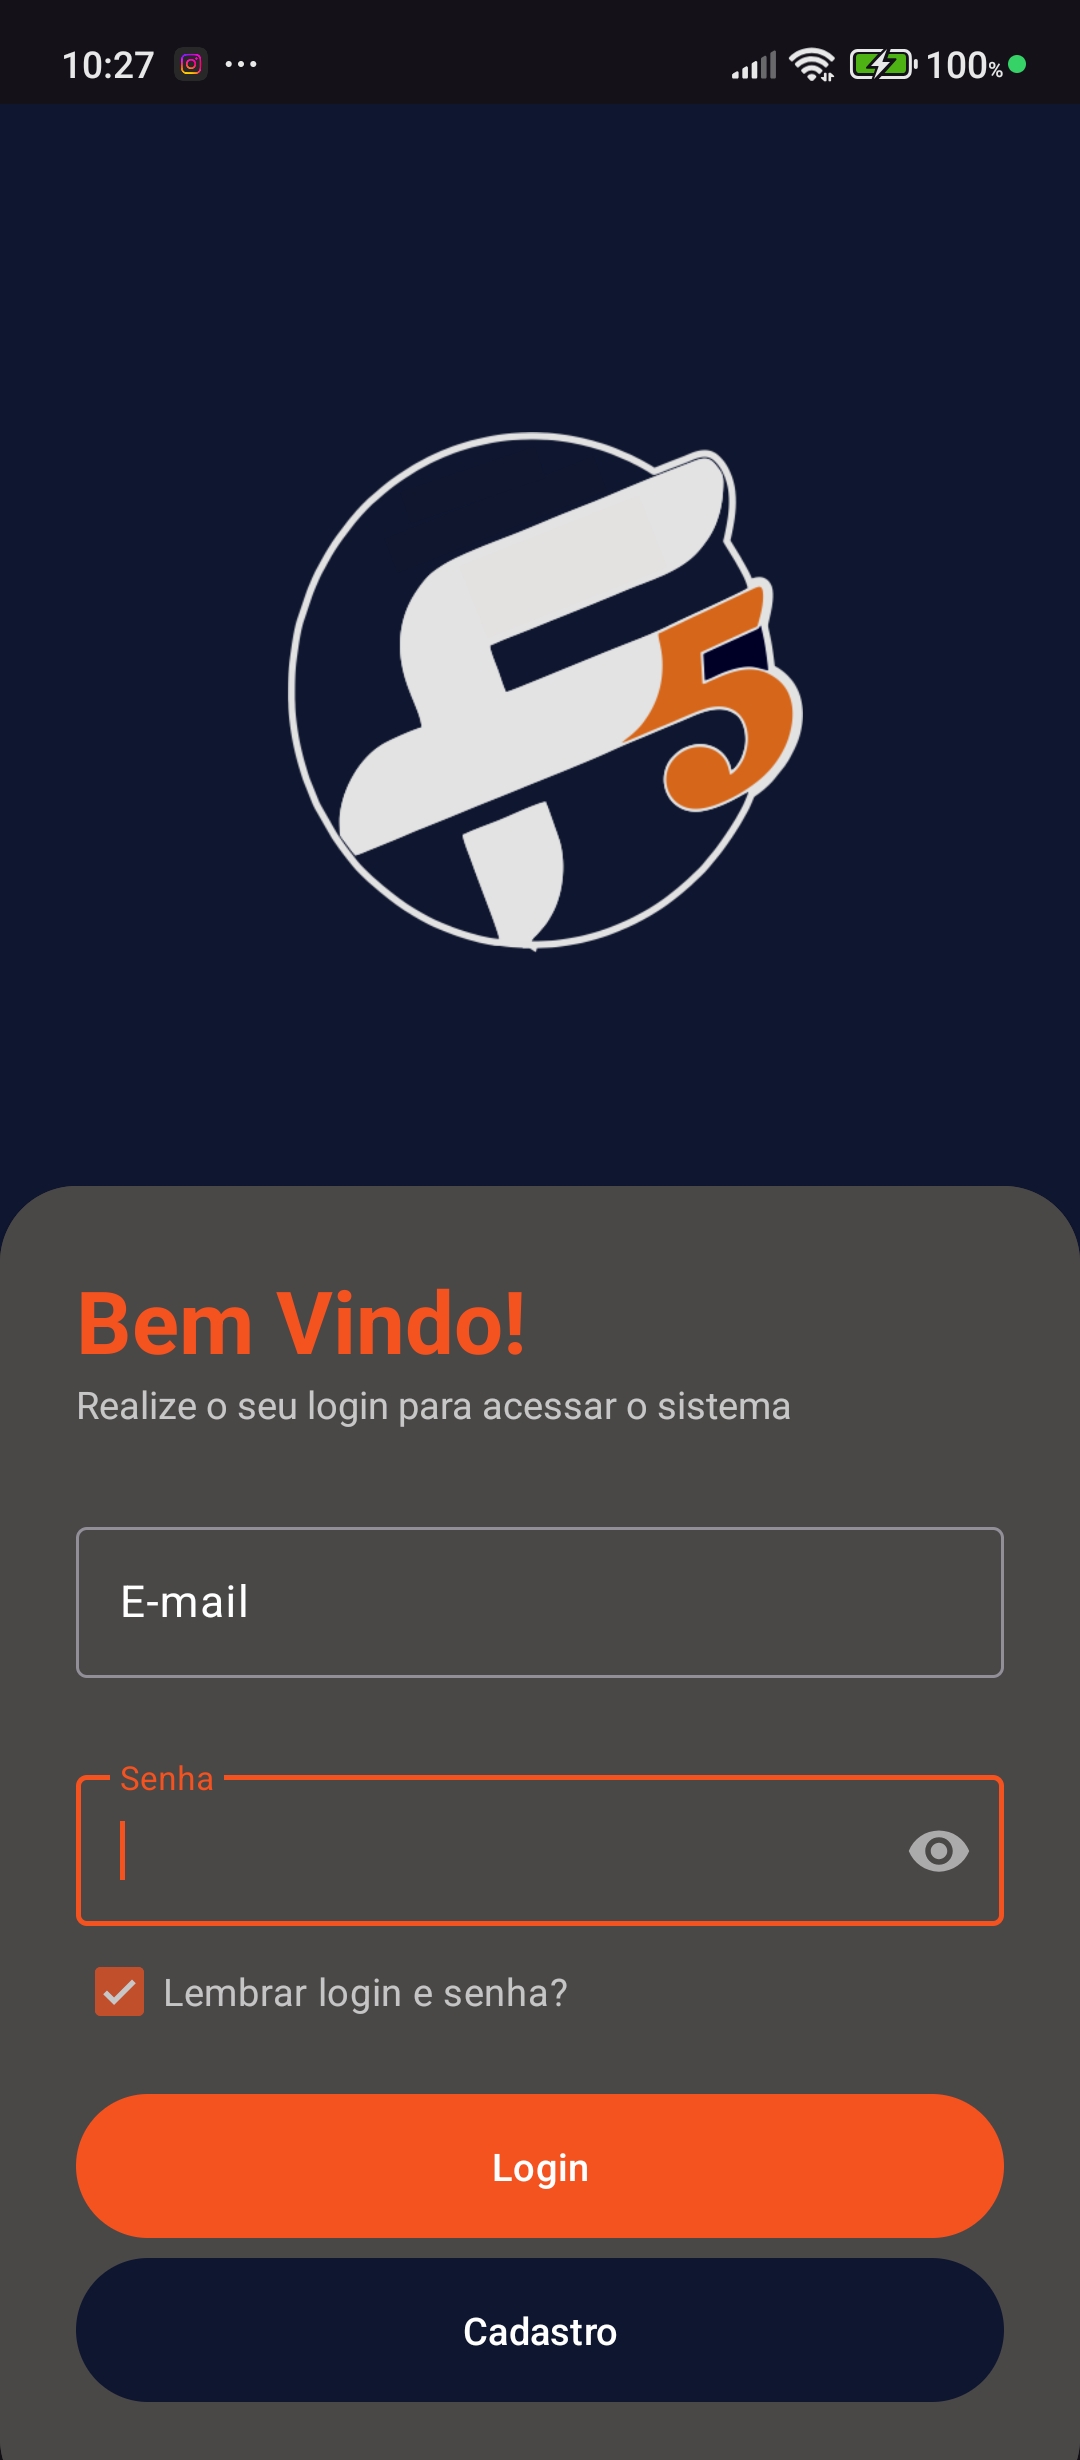 10:27 ... 100%
F5
Bem Vindo!
Realize o seu login para acessar o sistema
E-mail
Senha
Lembrar login e senha?
Login
Cadastro